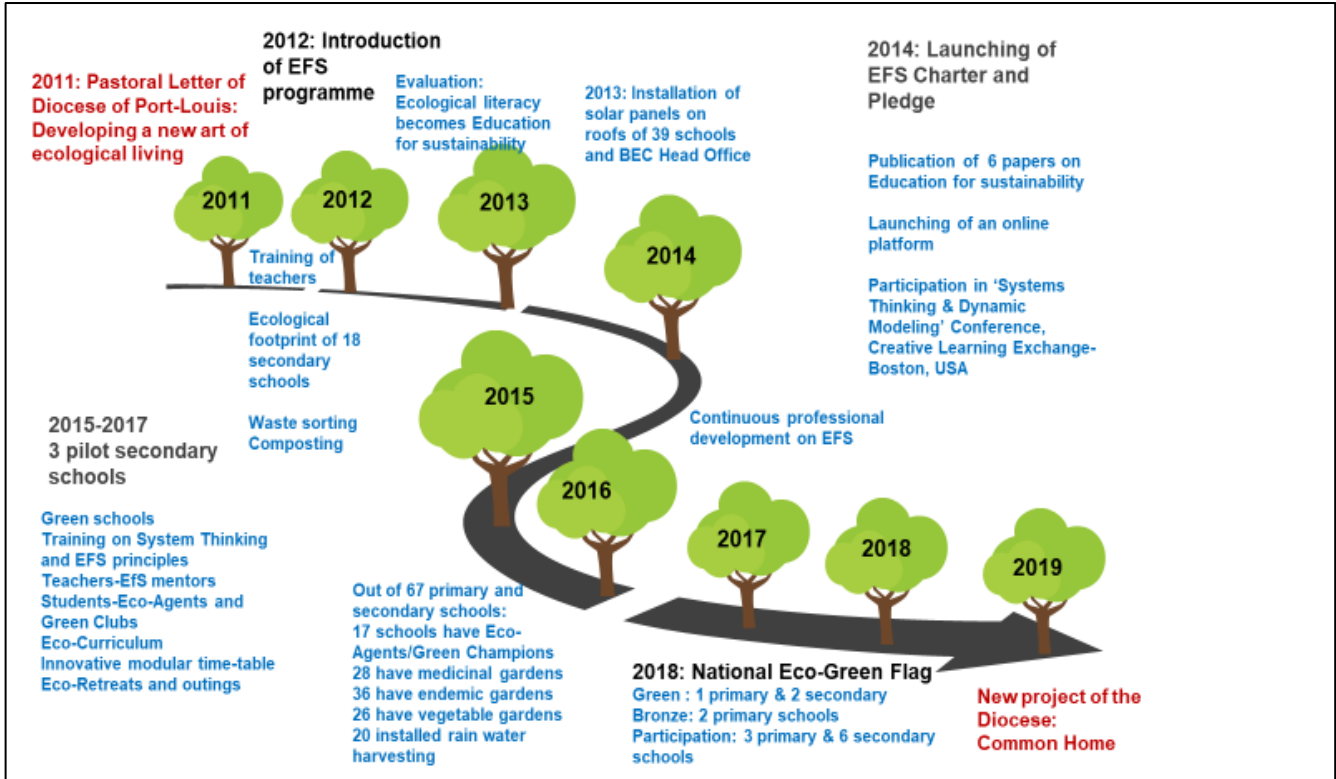 2011: Pastoral Letter of
Diocese of Port-Louis:
Developing a new art of
ecological living
2012: Introduction
of EFS
programme
Evaluation:
Ecological literacy
becomes Education
for sustainability
2013: Installation of
solar panels on
roofs of 39 schools
and BEC Head Office
2014: Launching of
EFS Charter and
Pledge
Publication of 6 papers on
Education for sustainability
Launching of an online
platform
Participation in ‘Systems
Thinking & Dynamic
Modeling’ Conference,
Creative Learning Exchange-
Boston, USA
2011
2012
2013
2014
Training of
teachers
Ecological
footprint of 18
secondary
schools
Waste sorting
Composting
2015
Continuous professional
development on EFS
2015-2017
3 pilot secondary
schools
Green schools
Training on System Thinking
and EFS principles
Teachers-EfS mentors
Students-Eco-Agents and
Green Clubs
Eco-Curriculum
Innovative modular time-table
Eco-Retreats and outings
2016
2017
2018
2019
Out of 67 primary and
secondary schools:
17 schools have Eco-
Agents/Green Champions
28 have medicinal gardens
36 have endemic gardens
26 have vegetable gardens
20 installed rain water
harvesting
2018: National Eco-Green Flag
Green : 1 primary & 2 secondary
Bronze: 2 primary schools
Participation: 3 primary & 6 secondary
schools
New project of the
Diocese:
Common Home